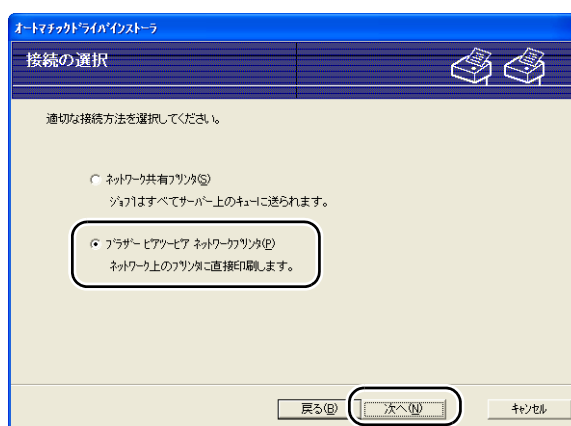 オートマチックドライバインストーラ
接続の選択
適切な接続方法を選択してください。
ネットワーク共有プリンタ(S)
ジョブはすべてサーバー上のキューに送られます。
ブラザー ピアツーピア ネットワークプリンタ(P)
ネットワーク上のプリンタに直接印刷します。
戻る(B) 次へ(N) キャンセル